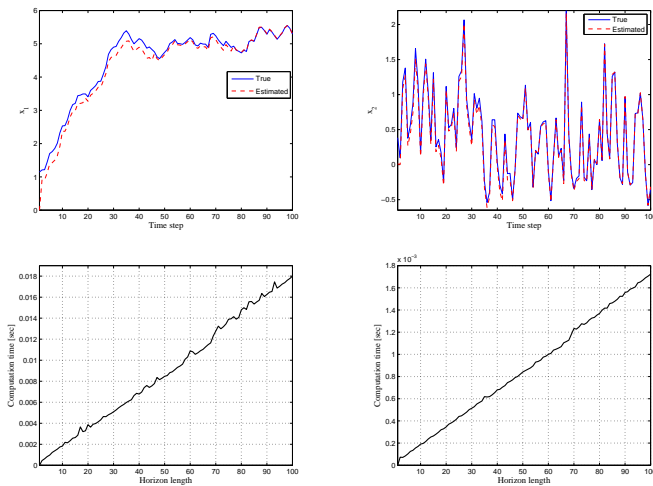 6
5
4
3
2
1
0
10 20 30 40 50 60 70 80 90 100
Time step
x1
True
Estimated
2
1.5
1
0.5
0
−0.5
10 20 30 40 50 60 70 80 90 100
Time step
x2
True
Estimated
0.018
0.016
0.014
0.012
0.01
0.008
0.006
0.004
0.002
0
10 20 30 40 50 60 70 80 90 100
Horizon length
Computation time [sec]
x 10−3
1.8
1.6
1.4
1.2
1
0.8
0.6
0.4
0.2
0
10 20 30 40 50 60 70 80 90 100
Horizon length
Computation time [sec]